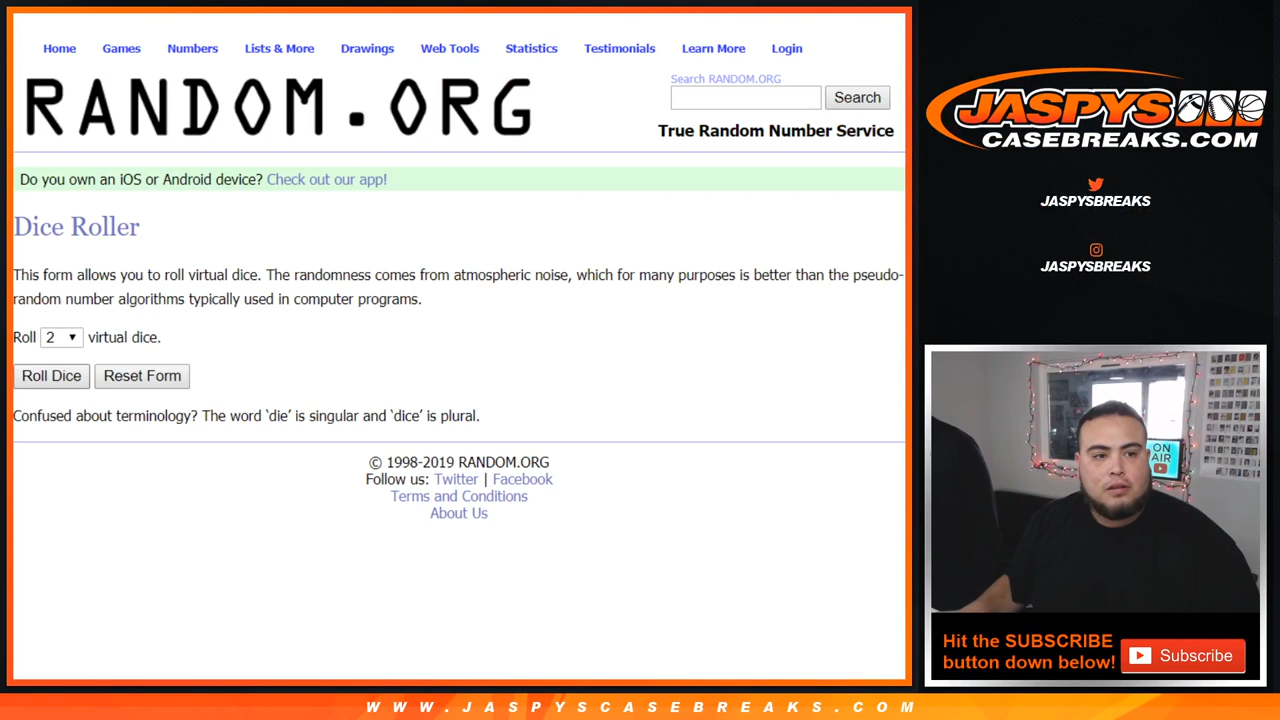 Home Games Numbers Lists & More Drawings Web Tools Statistics Testimonials Learn More Login
RANDOM.ORG
Search RANDOM.ORG
Search
True Random Number Service
Do you own an iOS or Android device? Check out our app!
Dice Roller
This form allows you to roll virtual dice. The randomness comes from atmospheric noise, which for many purposes is better than the pseudo-
random number algorithms typically used in computer programs.
Roll 2 virtual dice.
Roll Dice Reset Form
Confused about terminology? The word ‘die’ is singular and ‘dice’ is plural.
© 1998-2019 RANDOM.ORG
Follow us: Twitter | Facebook
Terms and Conditions
About Us
JASPYS
CASEBREAKS.COM
JASPYSBREAKS
JASPYSBREAKS
ON
AIR
Hit the SUBSCRIBE
button down below!
Subscribe
WWW.JASPYSCASEBREAKS.COM